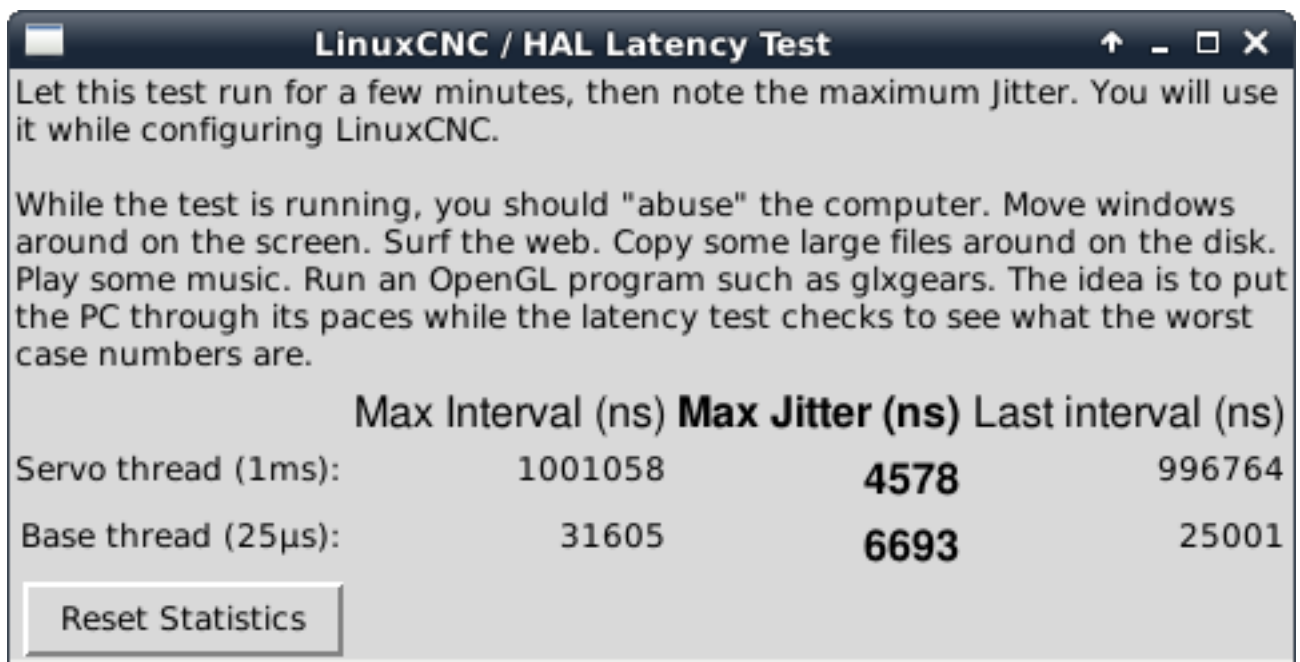 LinuxCNC / HAL Latency Test
Let this test run for a few minutes, then note the maximum Jitter. You will use
it while configuring LinuxCNC.
While the test is running, you should "abuse" the computer. Move windows
around on the screen. Surf the web. Copy some large files around on the disk.
Play some music. Run an OpenGL program such as glxgears. The idea is to put
the PC through its paces while the latency test checks to see what the worst
case numbers are.
Max Interval (ns) Max Jitter (ns) Last interval (ns)
Servo thread (1ms): 1001058 4578 996764
Base thread (25µs): 31605 6693 25001
Reset Statistics